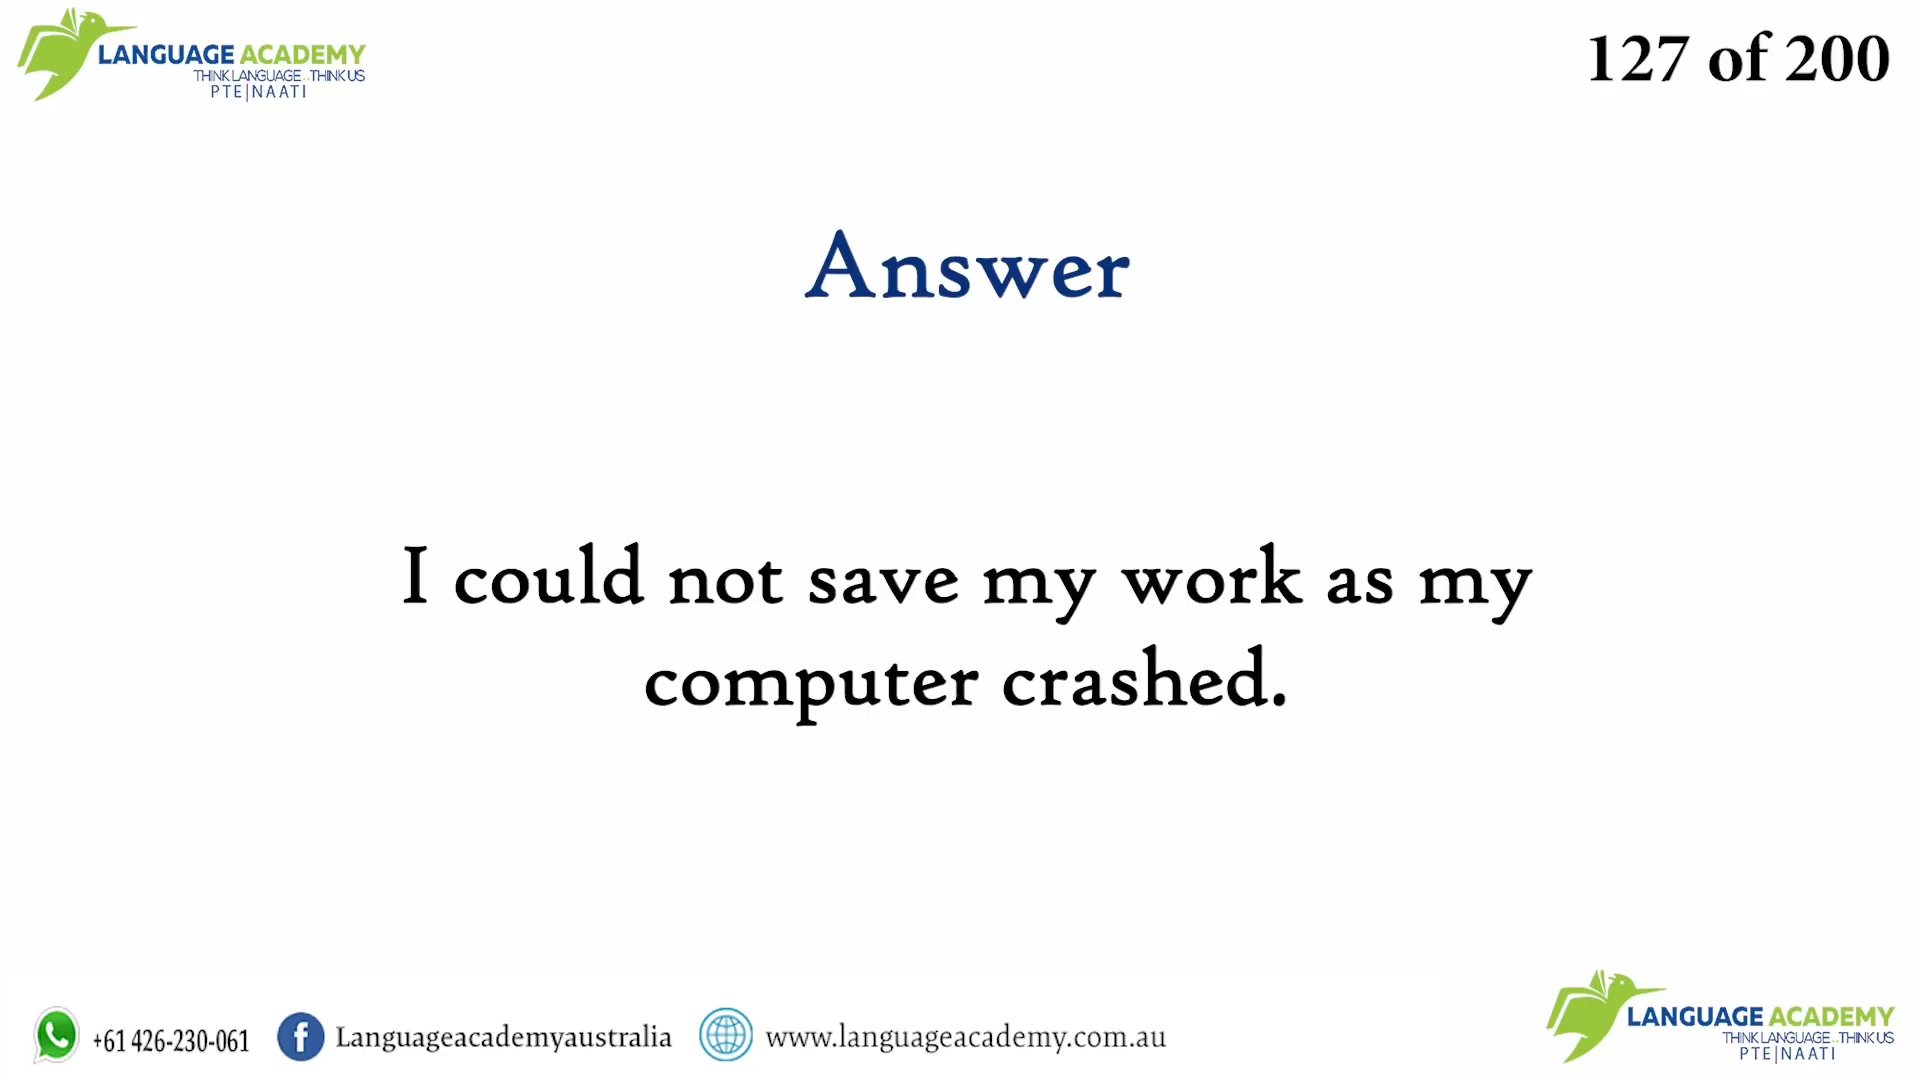 LANGUAGE ACADEMY
THINK LANGUAGE..THINK US
PTE|NAATI
127 of 200
Answer
I could not save my work as my
computer crashed.
+61 426-230-061
Languageacademyaustralia
www.languageacademy.com.au
LANGUAGE ACADEMY
THINK LANGUAGE..THINK US
PTE|NAATI